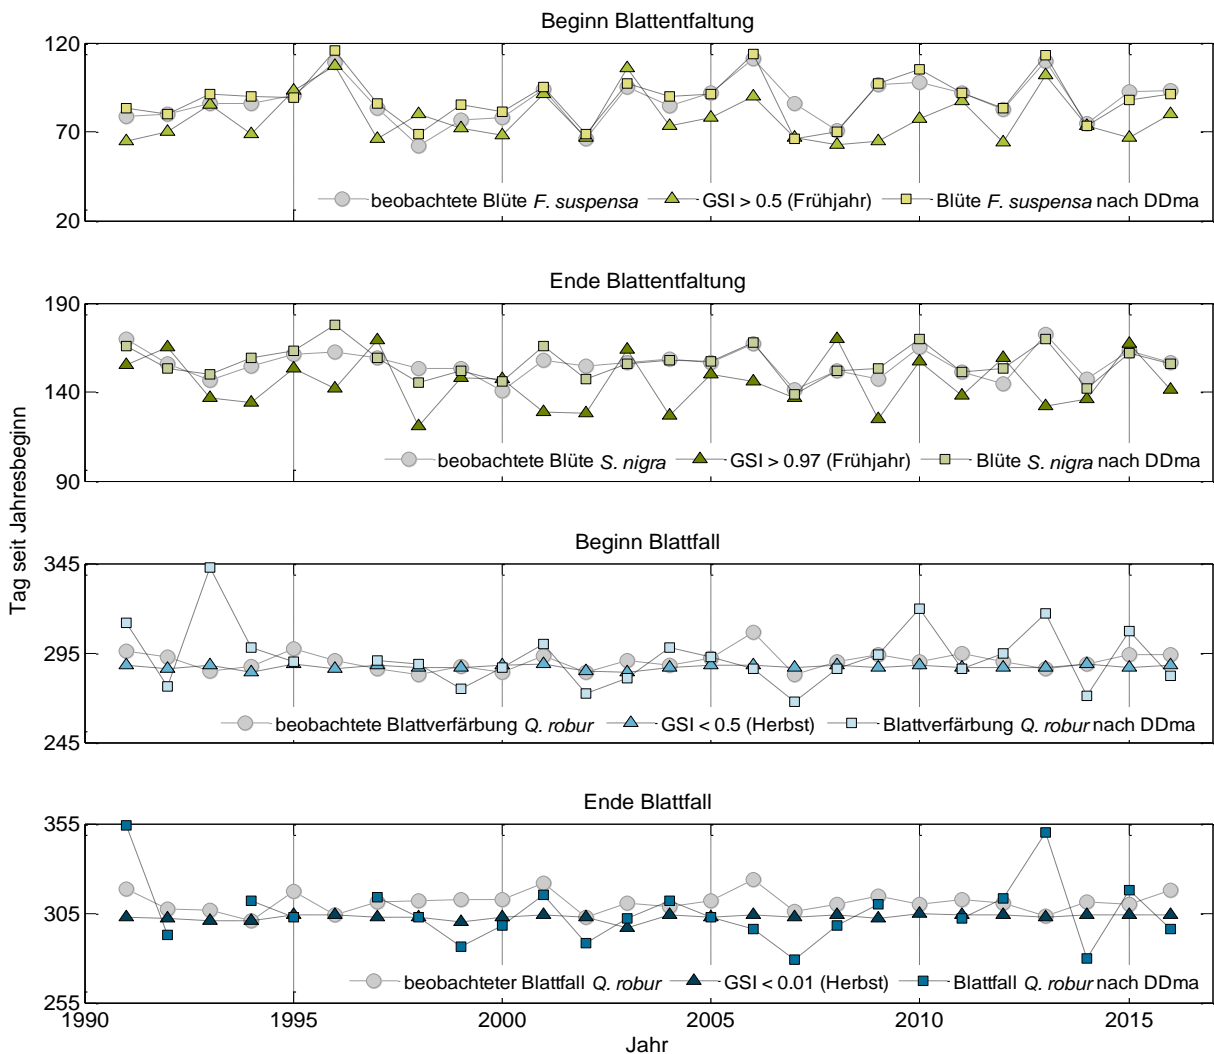 Beginn Blattentfaltung
120
70
20
beobachtete Blüte F. suspensa GSI > 0.5 (Frühjahr) Blüte F. suspensa nach DDma
Ende Blattentfaltung
190
140
90
beobachtete Blüte S. nigra GSI > 0.97 (Frühjahr) Blüte S. nigra nach DDma
Tag seit Jahresbeginn
Beginn Blattfall
345
295
245
beobachtete Blattverfärbung Q. robur GSI < 0.5 (Herbst) Blattverfärbung Q. robur nach DDma
Ende Blattfall
355
305
255
beobachteter Blattfall Q. robur GSI < 0.01 (Herbst) Blattfall Q. robur nach DDma
1990 1995 2000 2005 2010 2015
Jahr